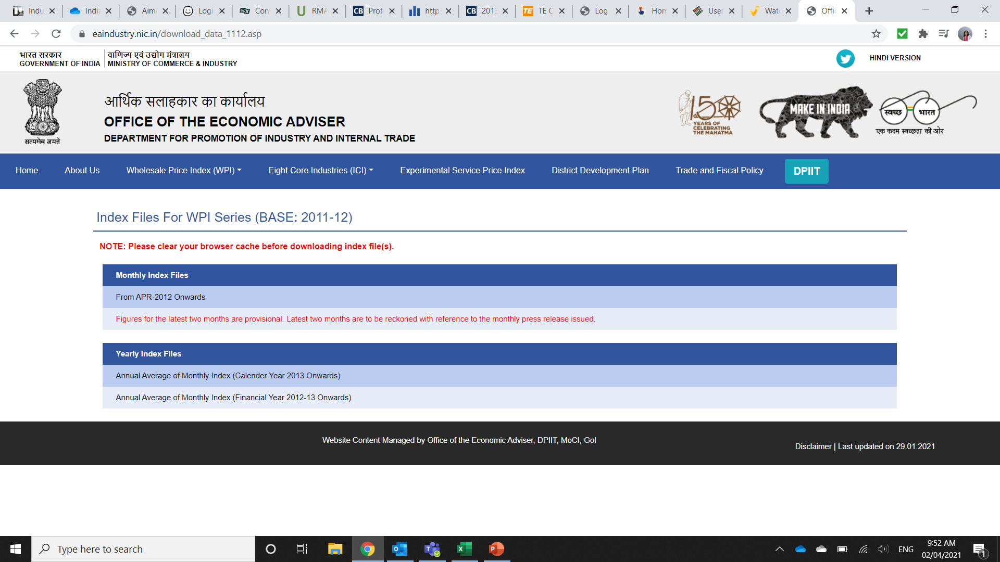 Indu
India
Aim
Logi
edX Con
U RMA
CB Prof
http
CB 2013
TE TE C
Log
Hom
User
Wat
Offic
eaindustry.nic.in/download_data_1112.asp
भारत सरकार वाणिज्य एवं उद्योग मंत्रालय
GOVERNMENT OF INDIA MINISTRY OF COMMERCE & INDUSTRY
HINDI VERSION
सत्यमेव जयते
आर्थिक सलाहकार का कार्यालय
OFFICE OF THE ECONOMIC ADVISER
DEPARTMENT FOR PROMOTION OF INDUSTRY AND INTERNAL TRADE
150
YEARS OF
CELEBRATING
THE MAHATMA
MAKE IN INDIA
स्वच्छ भारत
एक कदम स्वच्छता की ओर
Home About Us Wholesale Price Index (WPI) Eight Core Industries (ICI) Experimental Service Price Index District Development Plan Trade and Fiscal Policy DPIIT
Index Files For WPI Series (BASE: 2011-12)
NOTE: Please clear your browser cache before downloading index file(s).
Monthly Index Files
From APR-2012 Onwards
Figures for the latest two months are provisional. Latest two months are to be reckoned with reference to the monthly press release issued.
Yearly Index Files
Annual Average of Monthly Index (Calender Year 2013 Onwards)
Annual Average of Monthly Index (Financial Year 2012-13 Onwards)
Website Content Managed by Office of the Economic Adviser, DPIIT, MoCI, GoI
Disclaimer | Last updated on 29.01.2021
Type here to search
ENG
9:52 AM
02/04/2021
1